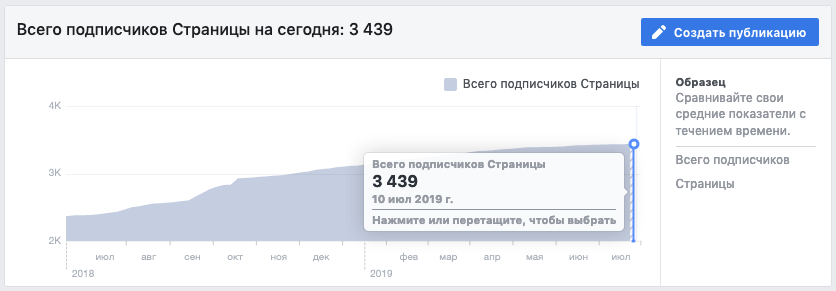 Всего подписчиков Страницы на сегодня: 3 439
Создать публикацию
Всего подписчиков Страницы
4K
3K
2K
Всего подписчиков Страницы
3 439
10 июл 2019 г.
Нажмите или перетащите, чтобы выбрать
июл авг сен окт ноя дек фев мар апр мая июн июл
2018 2019
Образец
Сравнивайте свои
средние показатели с
течением времени.
Всего подписчиков
Страницы